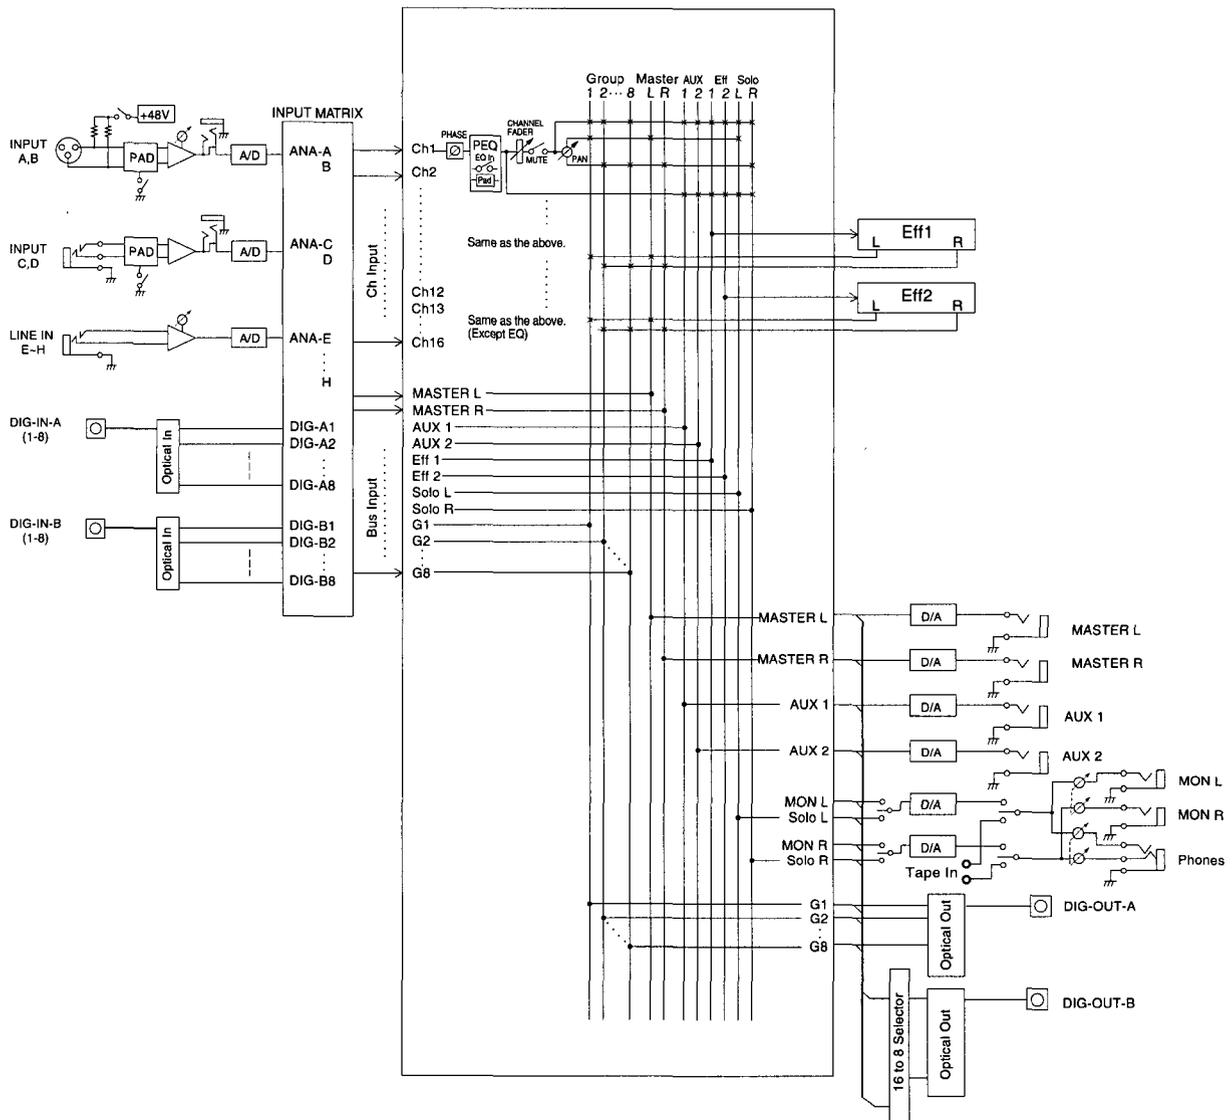 Group Master AUX Eff Solo
1 2 ··· 8 L R 1 2 1 2 L R
INPUT A,B
+48V
PAD
A/D
INPUT MATRIX
ANA-A
B
Ch1
PHASE
PEQ
EQ In
Pad
CHANNEL FADER
MUTE
PAN
Ch2
INPUT C,D
PAD
A/D
ANA-C
D
Ch Input
Same as the above.
Eff1
L R
Eff2
L R
Ch12
Ch13
Same as the above.
(Except EQ)
LINE IN E~H
A/D
ANA-E
H
Ch16
MASTER L
MASTER R
AUX 1
AUX 2
Eff 1
Eff 2
Solo L
Solo R
G1
G2
G8
Bus Input
DIG-IN-A
(1-8)
Optical In
DIG-A1
DIG-A2
DIG-A8
DIG-IN-B
(1-8)
Optical In
DIG-B1
DIG-B2
DIG-B8
MASTER L
D/A
MASTER L
MASTER R
D/A
MASTER R
AUX 1
D/A
AUX 1
AUX 2
D/A
AUX 2
MON L
Solo L
D/A
MON L
MON R
MON R
Solo R
D/A
Tape In
Phones
G1
G2
G8
Optical Out
DIG-OUT-A
16 to 8 Selector
Optical Out
DIG-OUT-B